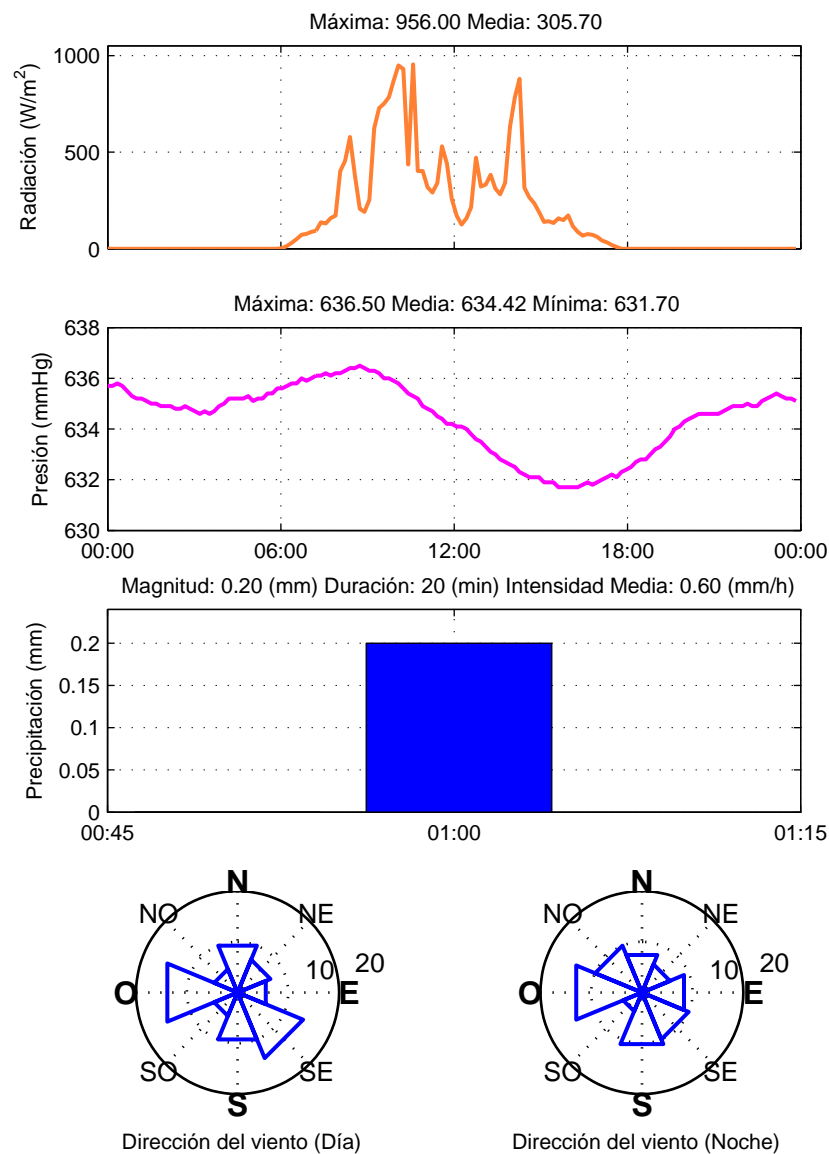 Máxima: 956.00 Media: 305.70
Radiación (W/m²)
1000
500
0
Máxima: 636.50 Media: 634.42 Mínima: 631.70
Presión (mmHg)
638
636
634
632
630
00:00 06:00 12:00 18:00 00:00
Magnitud: 0.20 (mm) Duración: 20 (min) Intensidad Media: 0.60 (mm/h)
Precipitación (mm)
0.2
0.15
0.1
0.05
0
00:45 01:00 01:15
N N
NO NE NO NE
10 20 10 20
O E O E
SO SE SO SE
S S
Dirección del viento (Día) Dirección del viento (Noche)